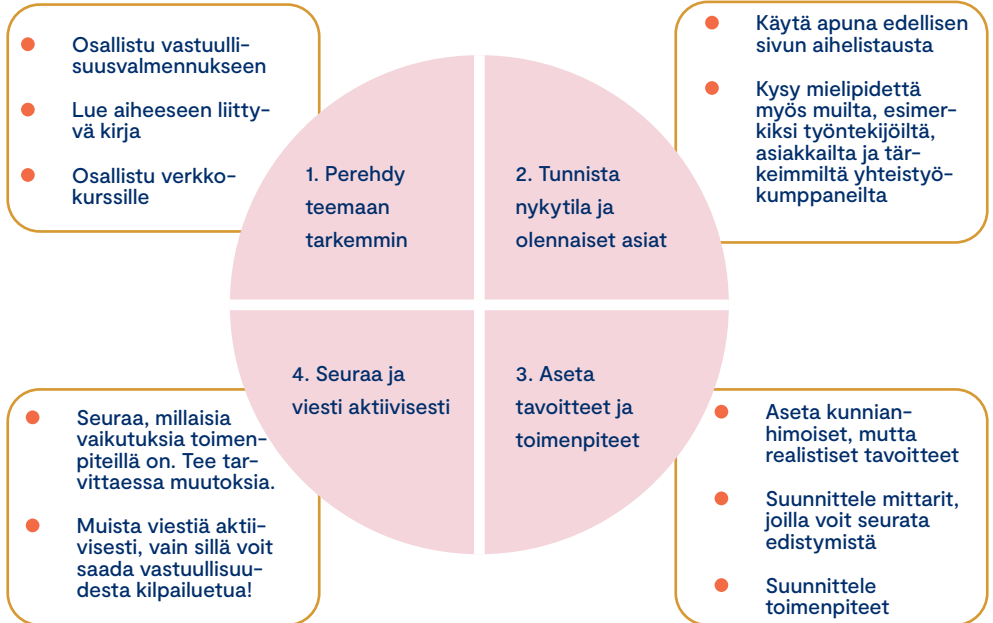 Osallistu vastuulli-
suusvalmennukseen
Lue aiheeseen liitty-
vä kirja
Osallistu verkko-
kurssille
1. Perehdy
teemaan
tarkemmin
Käytä apuna edellisen
sivun aihelistausta
Kysy mielipidettä
myös muilta, esimer-
kiksi työntekijöiltä,
asiakkailta ja tär-
keimmiltä yhteistyö-
kumppaneilta
2. Tunnista
nykytila ja
olennaiset asiat
3. Aseta
tavoitteet ja
toimenpiteet
Aseta kunnian-
himoiset, mutta
realistiset tavoitteet
Suunnittele mittarit,
joilla voit seurata
edistymistä
Suunnittele
toimenpiteet
4. Seuraa ja
viesti aktiivisesti
Seuraa, millaisia
vaikutuksia toimen-
piteillä on. Tee tar-
vittaessa muutoksia.
Muista viestiä aktii-
visesti, vain sillä voit
saada vastuullisuu-
desta kilpailuetua!